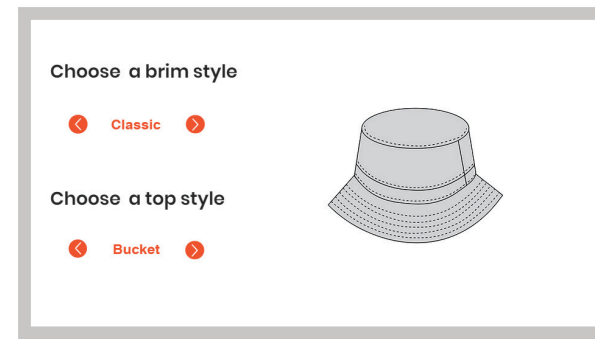 Choose a brim style
Classic
Choose a top style
Bucket